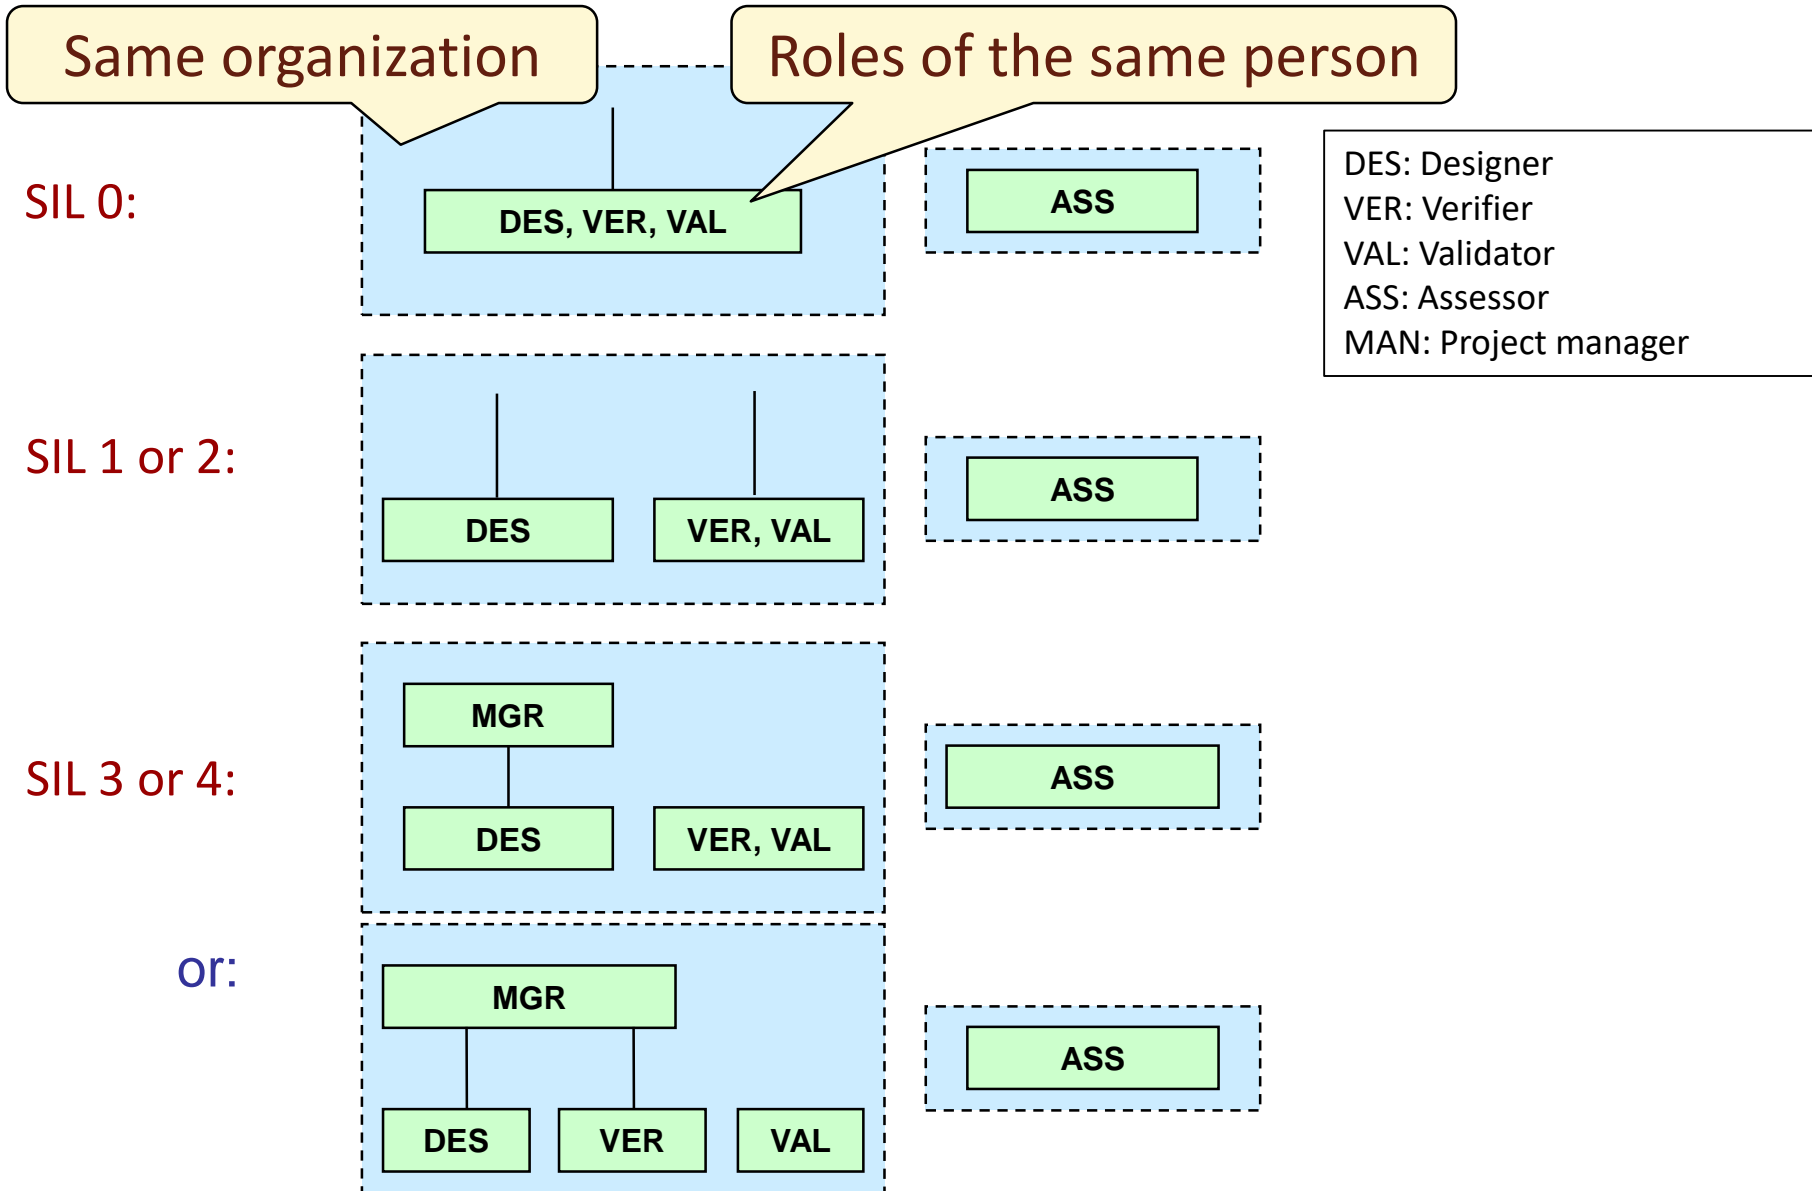 Same organization
Roles of the same person
SIL 0:
DES, VER, VAL
ASS
DES: Designer
VER: Verifier
VAL: Validator
ASS: Assessor
MAN: Project manager
SIL 1 or 2:
DES
VER, VAL
ASS
SIL 3 or 4:
MGR
DES
VER, VAL
ASS
or:
MGR
DES
VER
VAL
ASS